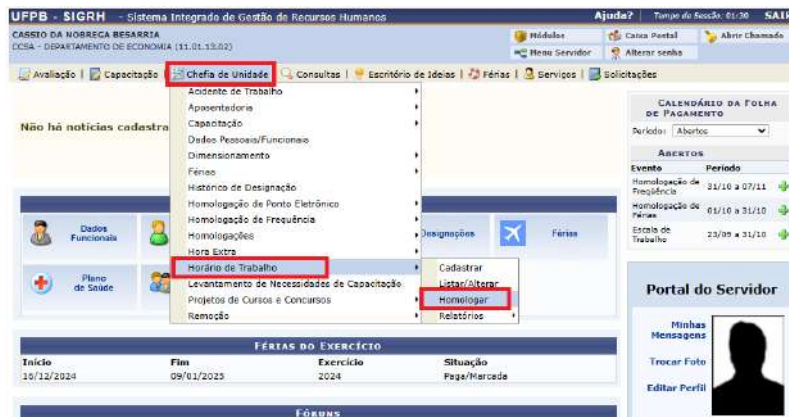 UFPB - SIGRH - Sistema Integrado de Gestão de Recursos Humanos
Ajuda? | Tempo de Sessão: 01:30 SAIR
CASSIO DA NOBREGA BESARRIA
CCSA - DEPARTAMENTO DE ECONOMIA (11.01.13.02)
Módulos
Caixa Postal
Abrir Chamado
Menu Servidor
Alterar senha
Avaliação | Capacitação | Chefia de Unidade | Consultas | Escritório de Ideias | Férias | Serviços | Solicitações
Acidente de Trabalho
Aposentadoria
Capacitação
Dados Pessoais/Funcionais
Dimensionamento
Férias
Histórico de Designação
Homologação de Ponto Eletrônico
Homologação de Frequência
Homologações
Hora Extra
Horário de Trabalho
Levantamento de Necessidades de Capacitação
Projetos de Cursos e Concursos
Remoção
Cadastrar
Listar/Alterar
Homologar
Relatórios
Não há notícias cadastra
Dados Funcionais
Designações
Férias
Plano de Saúde
FÉRIAS DO EXERCÍCIO
Início Fim Exercício Situação
16/12/2024 09/01/2025 2024 Paga/Marcada
FÓRUNS
CALENDÁRIO DA FOLHA
DE PAGAMENTO
Período: Abertos
ABERTOS
Evento Período
Homologação de Freqüência 31/10 a 07/11
Homologação de Férias 01/10 a 31/10
Escala de Trabalho 23/09 a 31/10
Portal do Servidor
Minhas
Mensagens
Trocar Foto
Editar Perfil